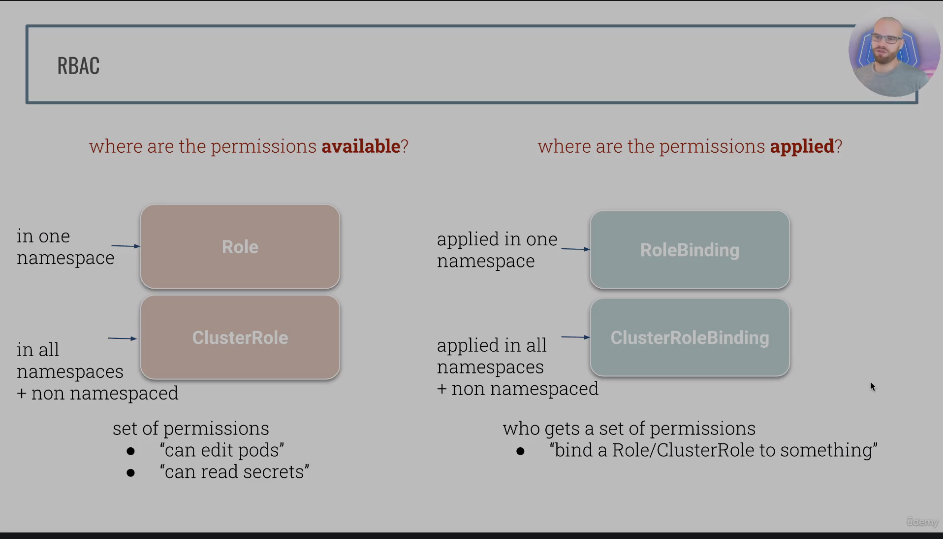 RBAC
where are the permissions available?
where are the permissions applied?
in one
namespace
Role
in all
namespaces
+ non namespaced
ClusterRole
set of permissions
● “can edit pods”
● “can read secrets”
applied in one
namespace
RoleBinding
applied in all
namespaces
+ non namespaced
ClusterRoleBinding
who gets a set of permissions
● “bind a Role/ClusterRole to something”
ûdemy